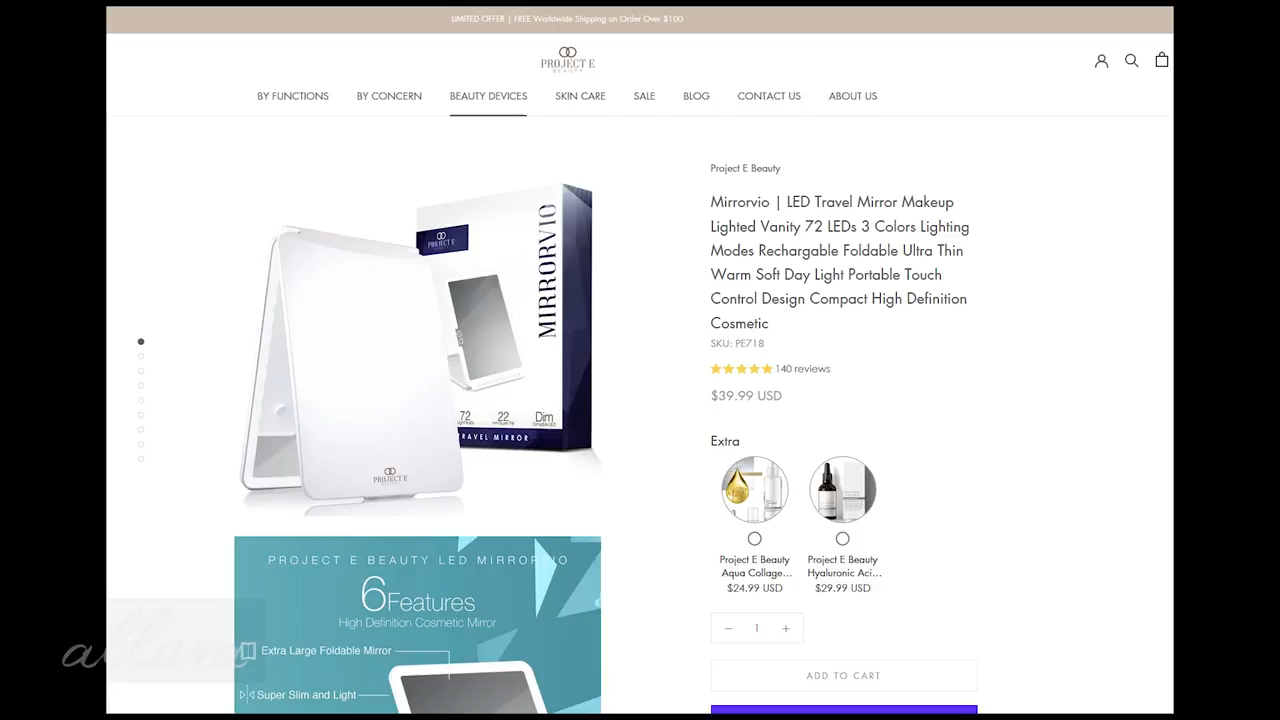 LIMITED OFFER | FREE Worldwide Shipping on Order Over $100
PROJECT E
BEAUTY
BY FUNCTIONS
BY CONCERN
BEAUTY DEVICES
SKIN CARE
SALE
BLOG
CONTACT US
ABOUT US
PROJECT E
MIRRORVIO
72
22
Dim
TRAVEL MIRROR
PROJECT E
BEAUTY
PROJECT E BEAUTY LED MIRRORVIO
6 Features
High Definition Cosmetic Mirror
Extra Large Foldable Mirror
Super Slim and Light
allura
Project E Beauty
Mirrorvio | LED Travel Mirror Makeup
Lighted Vanity 72 LEDs 3 Colors Lighting
Modes Rechargable Foldable Ultra Thin
Warm Soft Day Light Portable Touch
Control Design Compact High Definition
Cosmetic
SKU: PE718
140 reviews
$39.99 USD
Extra
Project E Beauty
Aqua Collage...
$24.99 USD
Project E Beauty
Hyaluronic Aci...
$29.99 USD
− 1 +
ADD TO CART